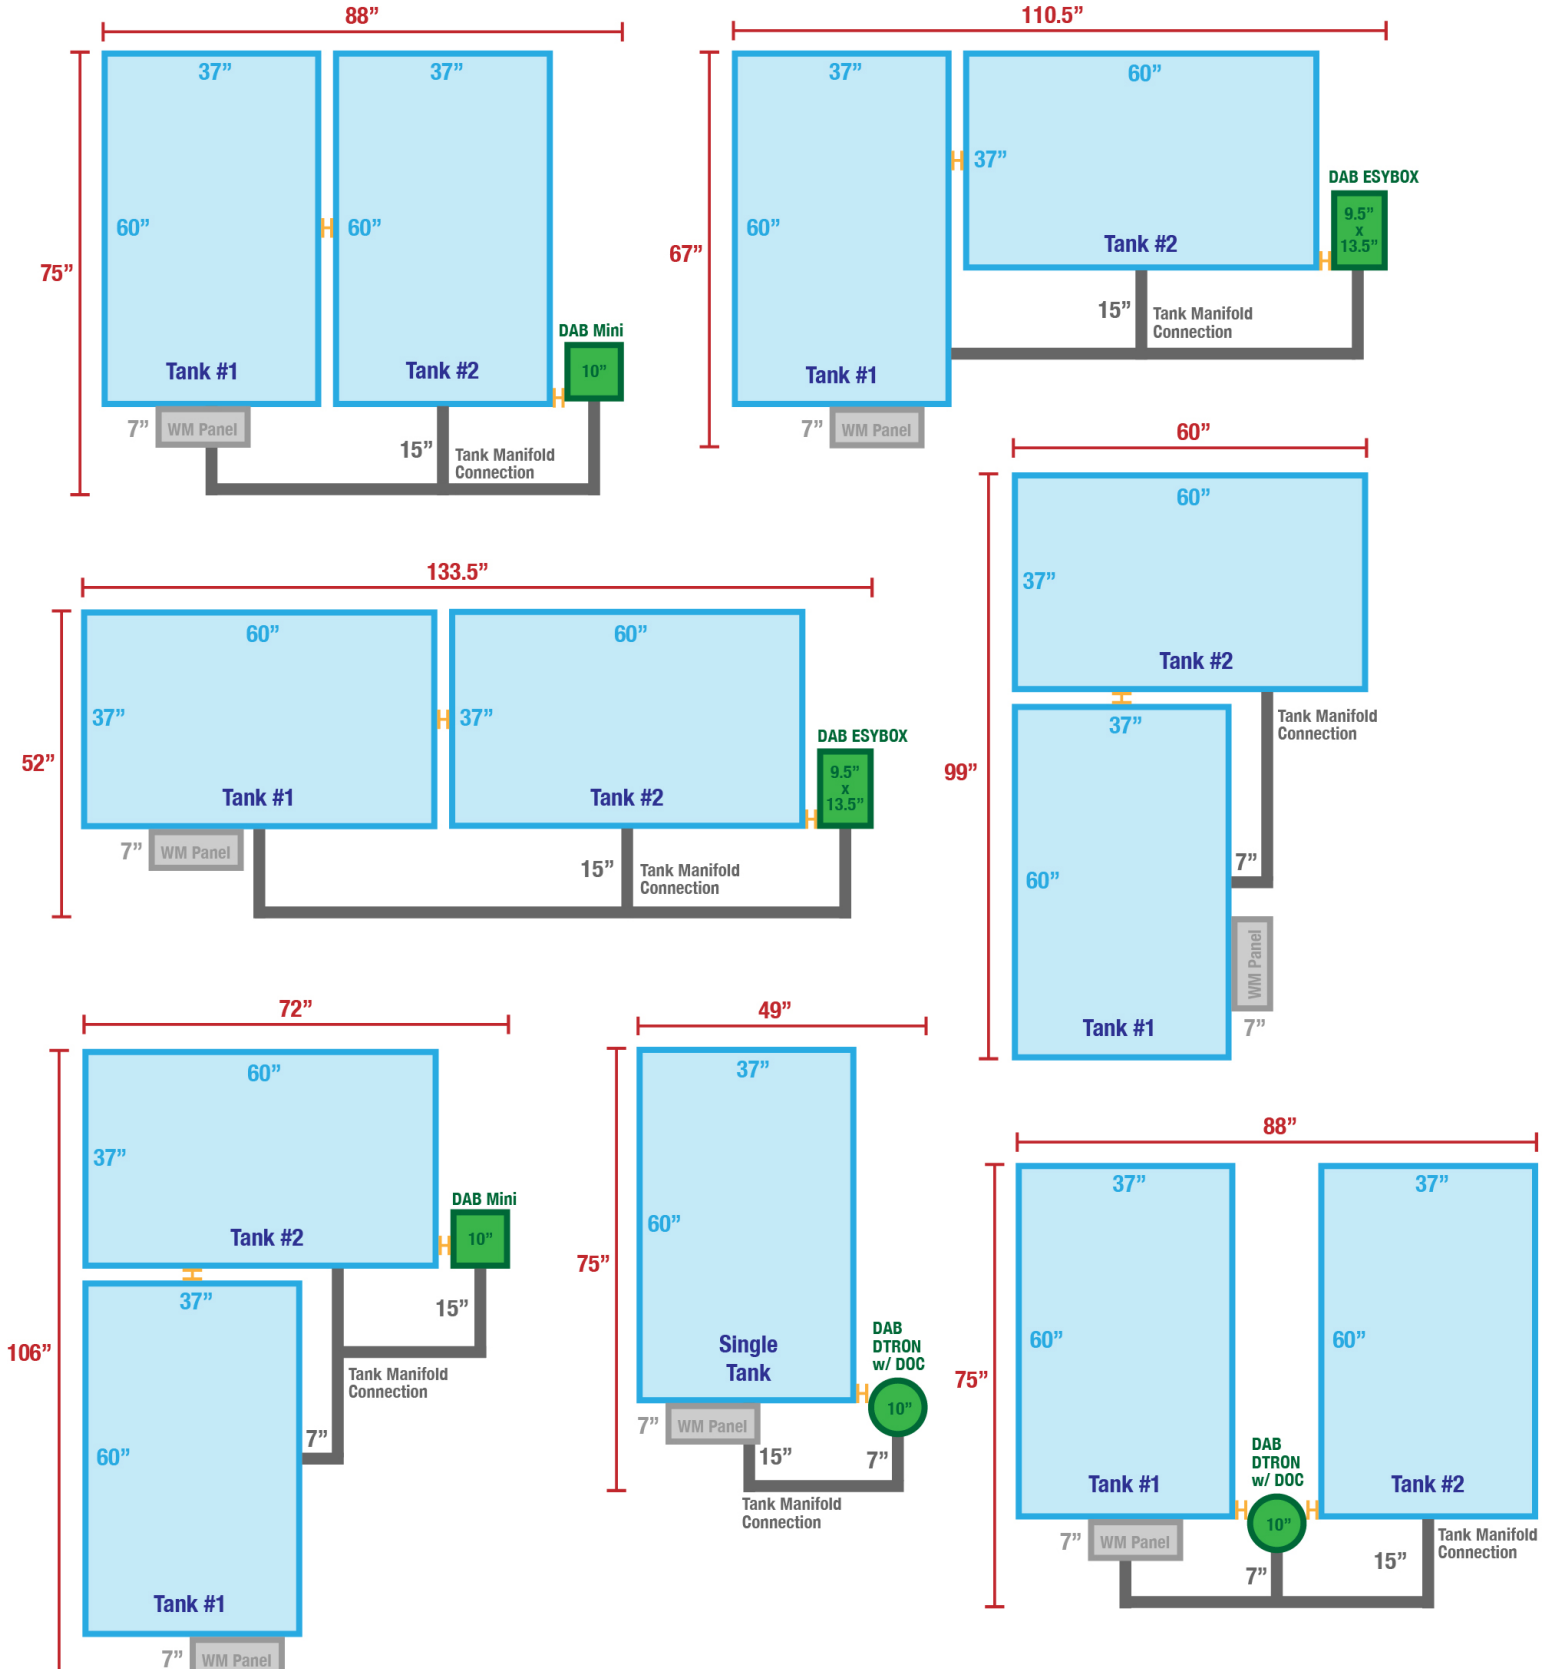 88”
37”
37”
60”
60”
75”
DAB Mini
10”
Tank #1
Tank #2
7”
WM Panel
15”
Tank Manifold
Connection
110.5”
37”
60”
37”
DAB ESYBOX
9.5”
x
13.5”
60”
67”
Tank #2
15”
Tank Manifold
Connection
Tank #1
7”
WM Panel
60”
60”
37”
Tank #2
Tank Manifold
Connection
37”
99”
7”
60”
WM Panel
Tank #1
7”
133.5”
60”
60”
37”
37”
52”
DAB ESYBOX
9.5”
x
13.5”
Tank #1
Tank #2
7”
WM Panel
15”
Tank Manifold
Connection
72”
60”
37”
DAB Mini
10”
Tank #2
37”
15”
106”
Tank Manifold
Connection
7”
60”
Tank #1
7”
WM Panel
49”
37”
60”
75”
Single
Tank
DAB
DTRON
w/ DOC
10”
7”
WM Panel
15”
7”
Tank Manifold
Connection
88”
37”
37”
60”
60”
75”
DAB
DTRON
w/ DOC
10”
Tank #1
Tank #2
7”
WM Panel
7”
15”
Tank Manifold
Connection